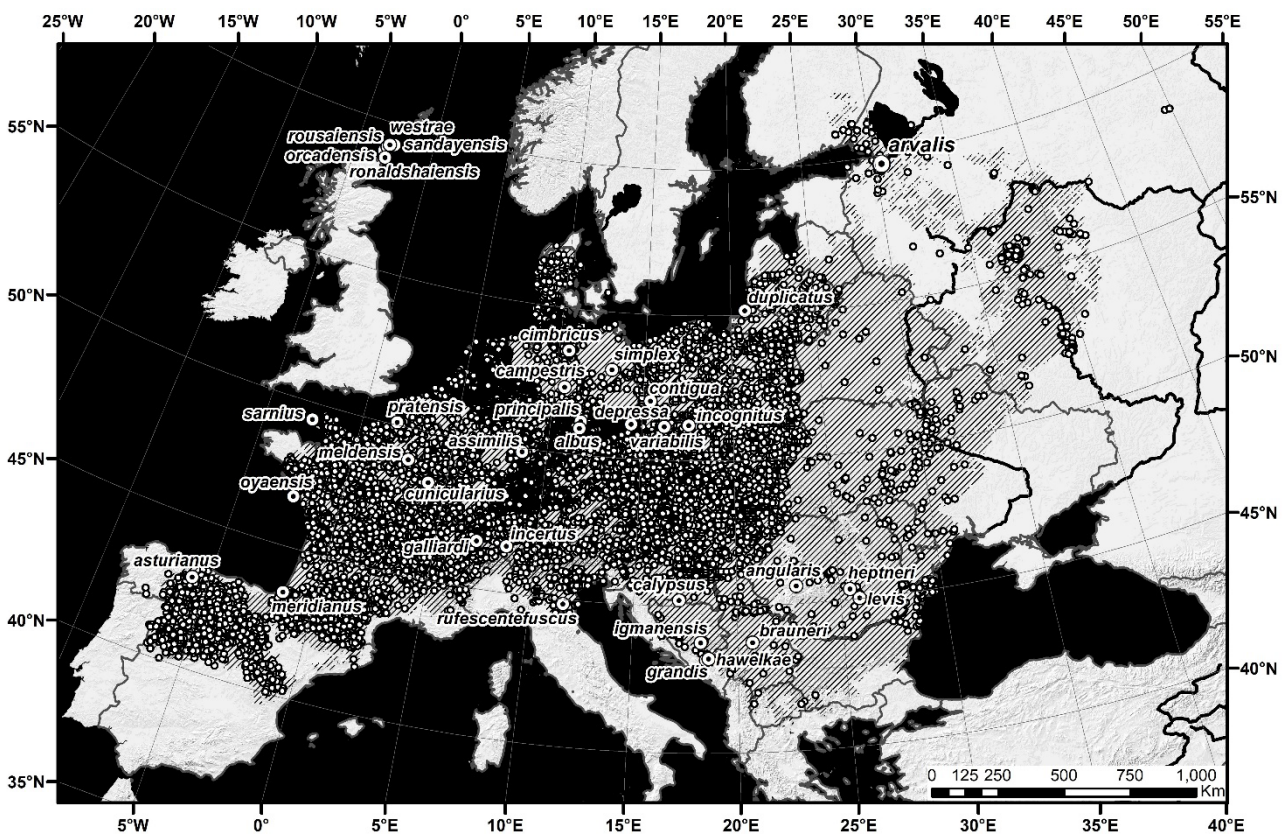 25°W 20°W 15°W 10°W 5°W 0° 5°E 10°E 15°E 20°E 25°E 30°E 35°E 40°E 45°E 50°E 55°E
55°N
westrae
rousaiensis
sandayensis
orcadensis
ronaldshaiensis
arvalis
55°N
50°N
duplicatus
cimbricus
simplex
campestris
50°N
contigua
sarnius
pratensis
principalis
depressa
incognitus
assimilis
albus
variabilis
meldensis
45°N
oyaensis
cunicularius
45°N
incertus
galliardi
asturianus
angularis
heptneri
calypsus
levis
meridianus
40°N
rufescentefuscus
igmanensis
brauneri
hawelkae
grandis
40°N
35°N
0 125 250 500 750 1,000
Km
5°W 0° 5°E 10°E 15°E 20°E 25°E 30°E 35°E 40°E